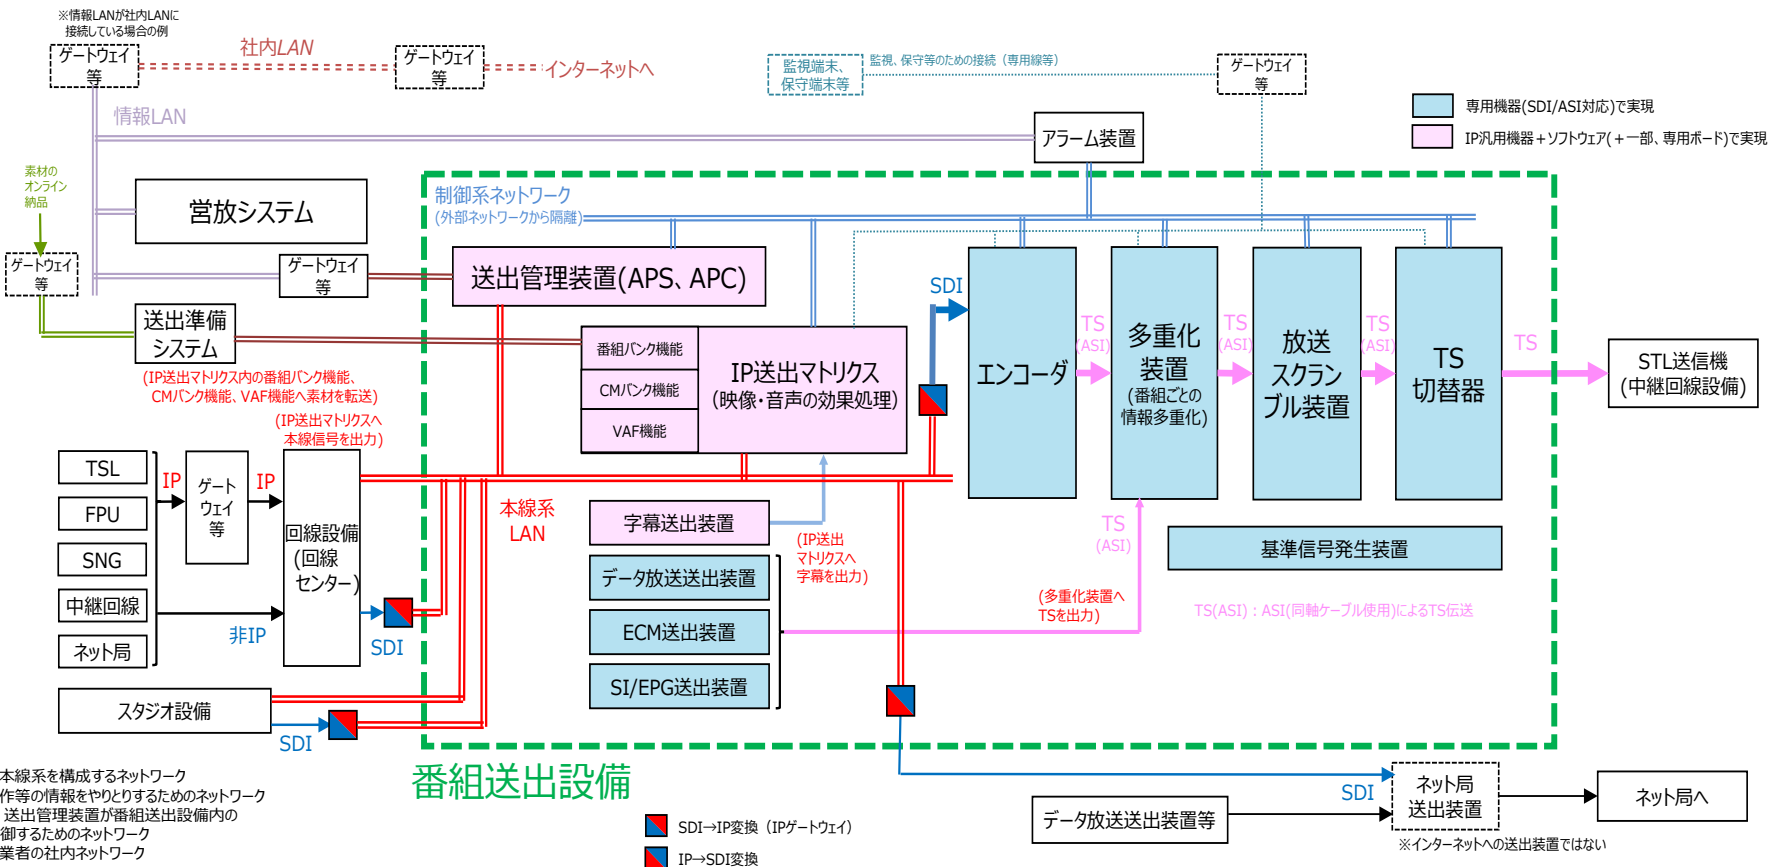 ※情報LANが社内LANに
接続している場合の例
ゲートウェイ
等
社内LAN
ゲートウェイ
等
インターネットへ
監視端末、
保守端末等
監視、保守等のための接続（専用線等）
ゲートウェイ
等
専用機器(SDI/ASI対応)で実現
IP汎用機器＋ソフトウェア(＋一部、専用ボード)で実現
情報LAN
アラーム装置
素材の
オンライン
納品
営放システム
制御系ネットワーク
(外部ネットワークから隔離)
ゲートウェイ
等
ゲートウェイ
等
送出管理装置(APS、APC)
SDI
送出準備
システム
番組バンク機能
CMバンク機能
VAF機能
IP送出マトリクス
(映像・音声の効果処理)
エンコーダ
TS
(ASI)
多重化
装置
(番組ごとの
情報多重化)
TS
(ASI)
放送
スクラン
ブル装置
TS
(ASI)
TS
切替器
TS
STL送信機
(中継回線設備)
(IP送出マトリクス内の番組バンク機能、
CMバンク機能、VAF機能へ素材を転送)
(IP送出マトリクスへ
本線信号を出力)
TSL
FPU
SNG
中継回線
ネット局
IP
ゲート
ウェイ
等
IP
回線設備
(回線
センター)
非IP
SDI
本線系
LAN
字幕送出装置
(IP送出
マトリクスへ
字幕を出力)
TS
(ASI)
基準信号発生装置
データ放送送出装置
ECM送出装置
SI/EPG送出装置
(多重化装置へ
TSを出力)
TS(ASI)：ASI(同軸ケーブル使用)によるTS伝送
スタジオ設備
SDI
番組送出設備
本線系を構成するネットワーク
作等の情報をやりとりするためのネットワーク
送出管理装置が番組送出設備内の
御するためのネットワーク
業者の社内ネットワーク
SDI→IP変換（IPゲートウェイ）
IP→SDI変換
データ放送送出装置等
SDI
ネット局
送出装置
ネット局へ
※インターネットへの送出装置ではない